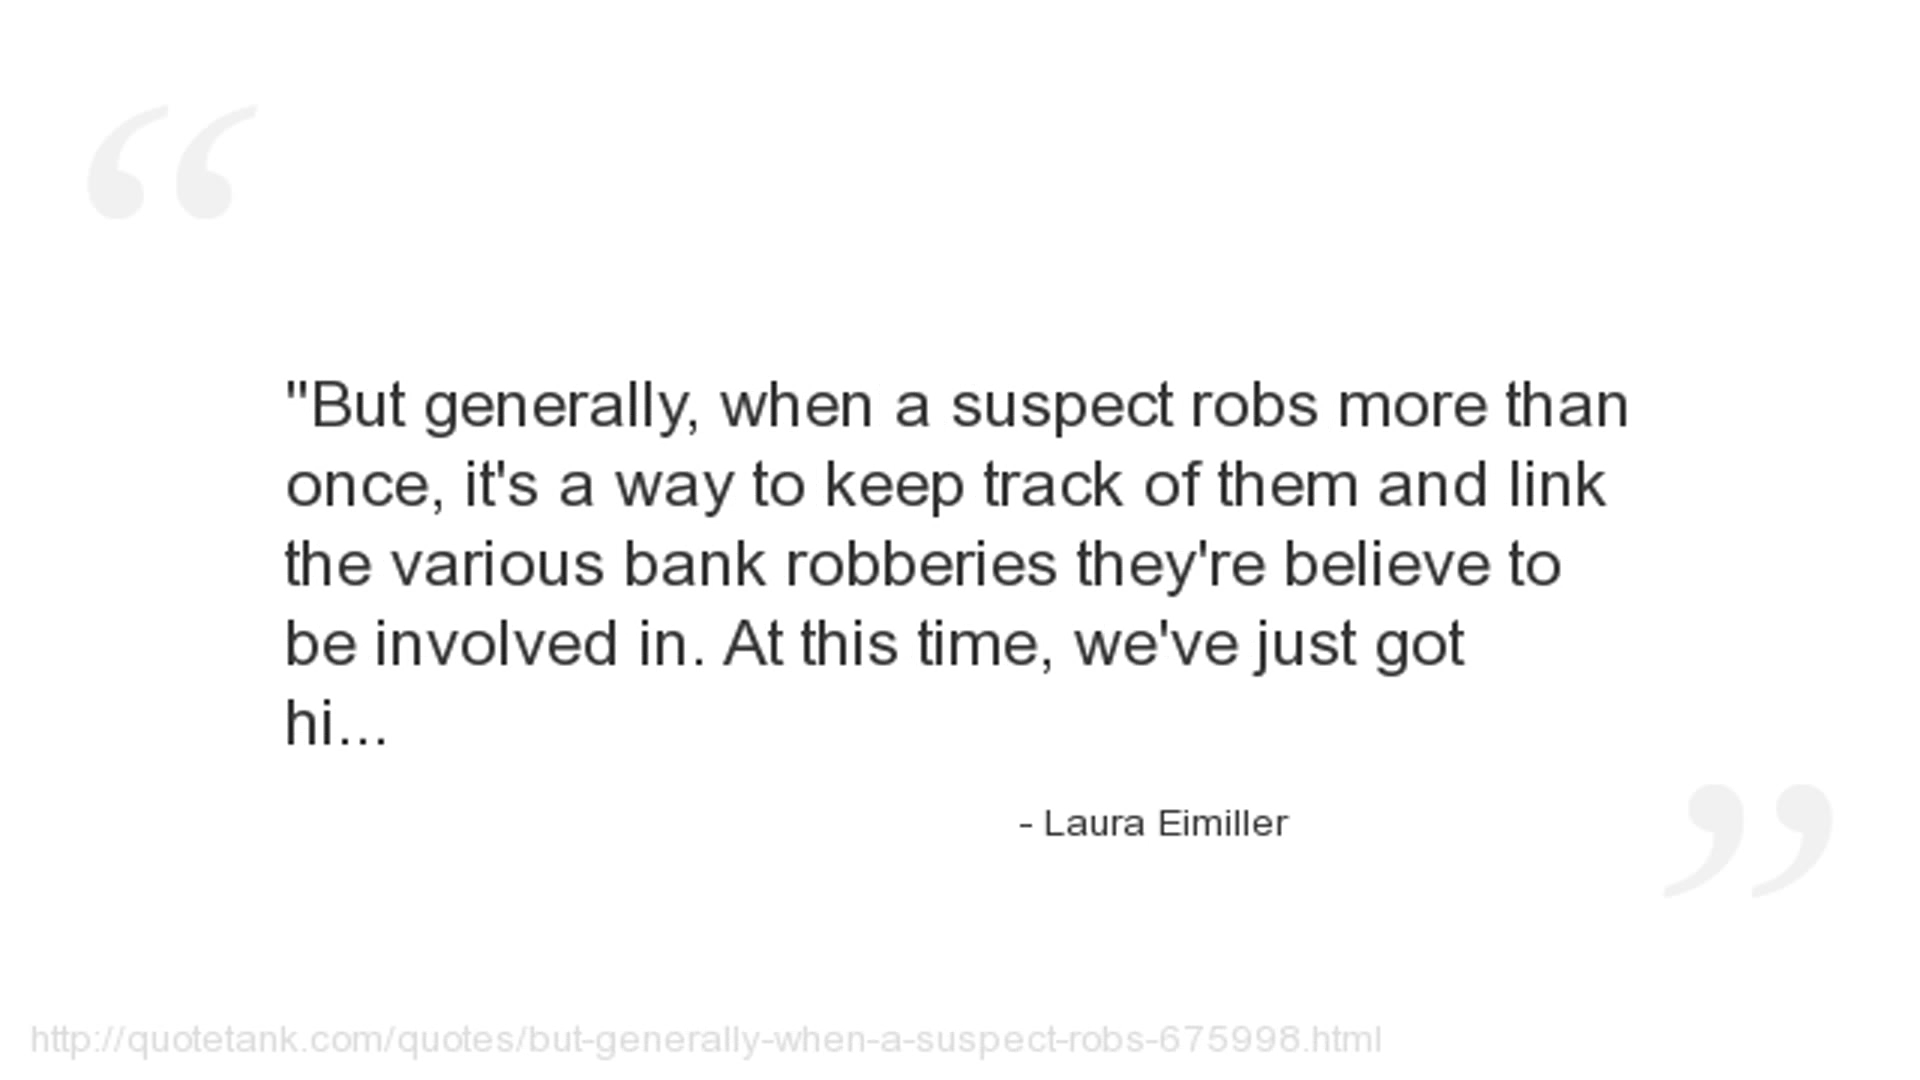 "But generally, when a suspect robs more than
once, it's a way to keep track of them and link
the various bank robberies they're believe to
be involved in. At this time, we've just got
hi...
- Laura Eimiller
http://quotetank.com/quotes/but-generally-when-a-suspect-robs-675998.html